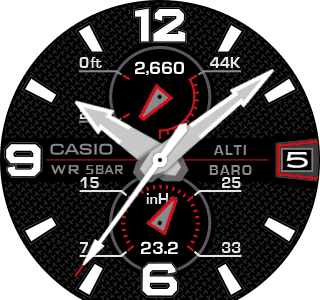 12
0ft 2,660 44K
9 CASIO ALTI 5
WR 5BAR BARO
15 25
inH
7 23.2 33
6